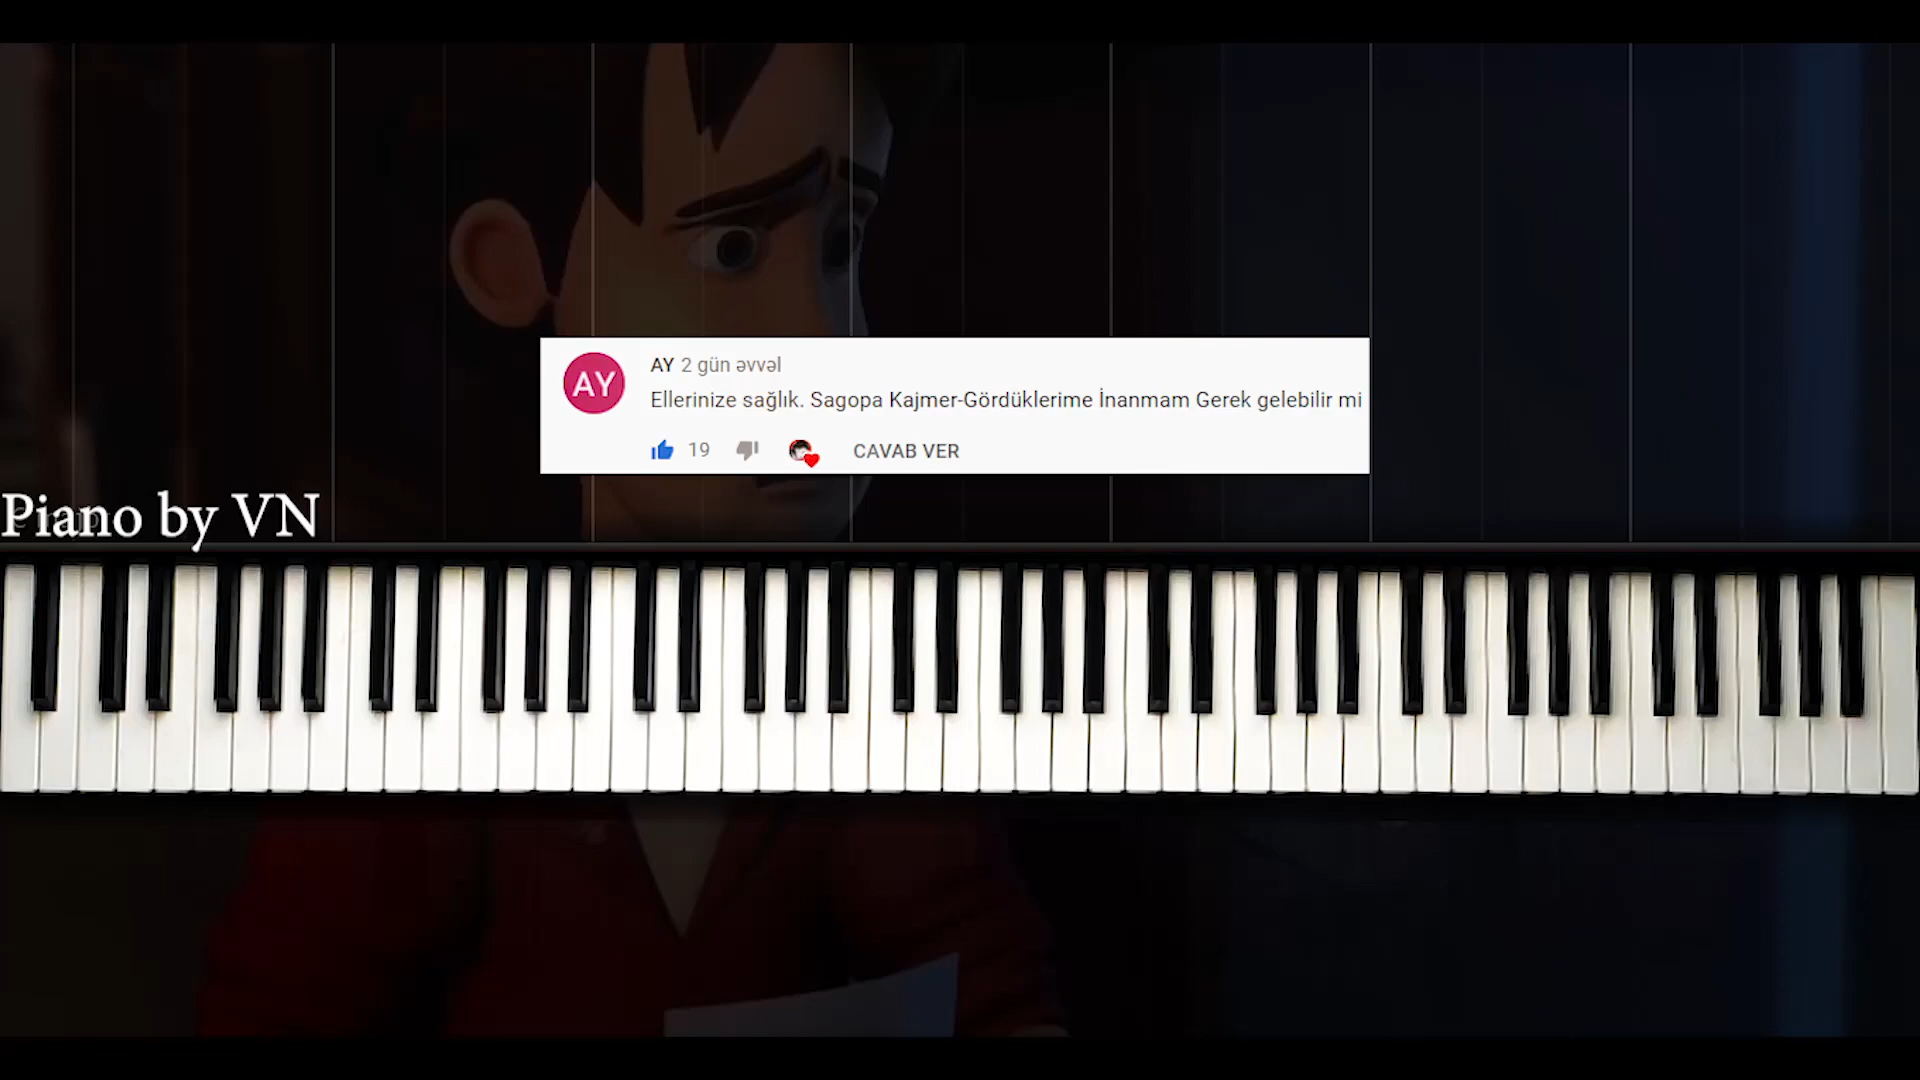 AY
AY 2 gün əvvəl
Ellerinize sağlık. Sagopa Kajmer-Gördüklerime İnanmam Gerek gelebilir mi
19 CAVAB VER
Piano by VN